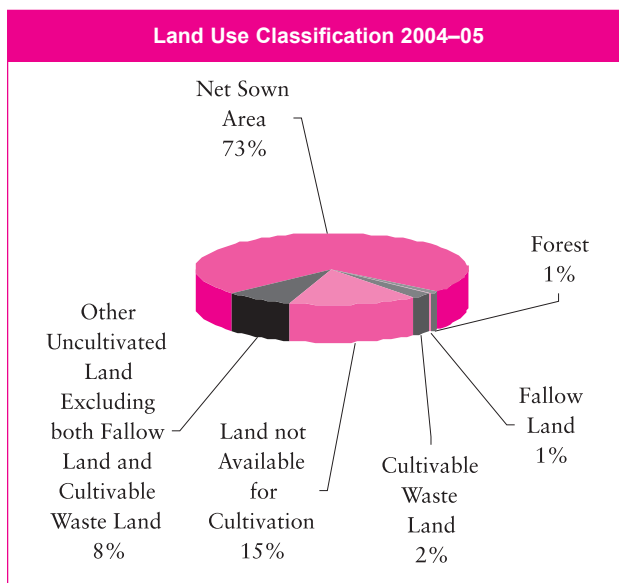 Land Use Classification 2004–05
Net Sown
Area
73%
Forest
1%
Fallow
Land
1%
Cultivable
Waste
Land
2%
Land not
Available
for
Cultivation
15%
Other
Uncultivated
Land
Excluding
both Fallow
Land and
Cultivable
Waste Land
8%